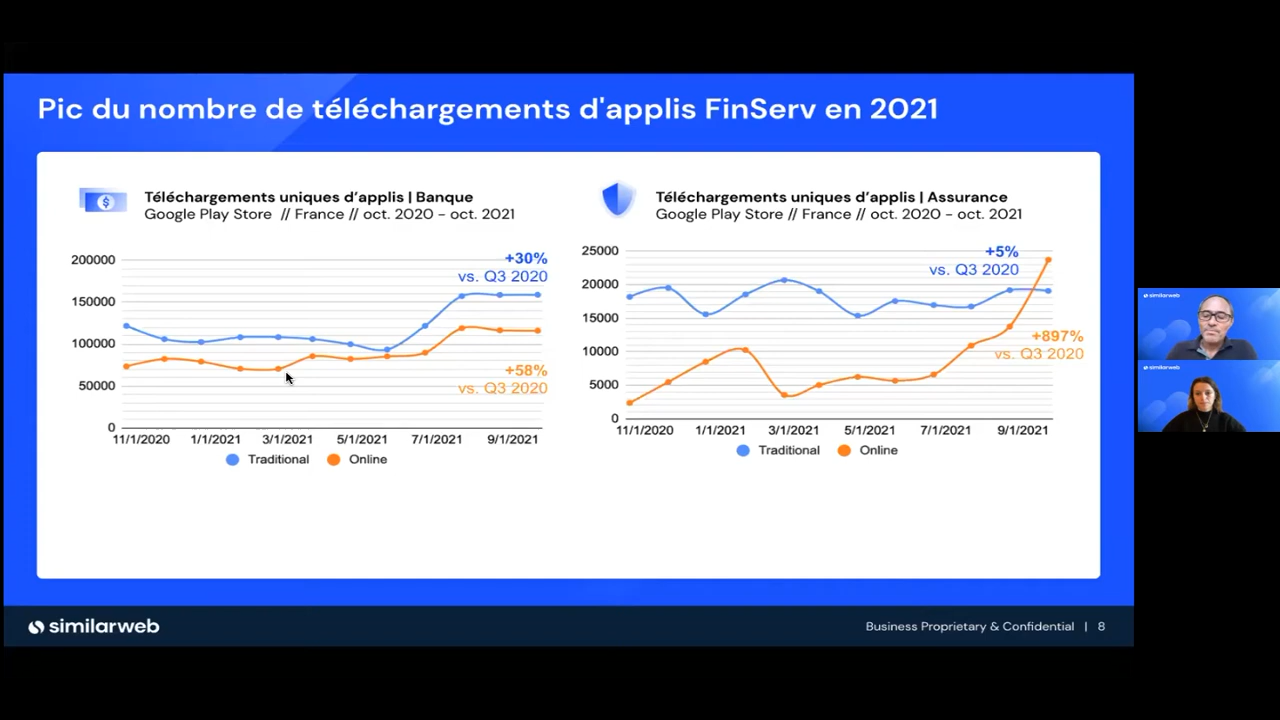 Pic du nombre de téléchargements d'applis FinServ en 2021
Téléchargements uniques d'applis | Banque
Google Play Store // France // oct. 2020 - oct. 2021
200000
150000
100000
50000
0
+30%
vs. Q3 2020
+58%
vs. Q3 2020
11/1/2020 1/1/2021 3/1/2021 5/1/2021 7/1/2021 9/1/2021
Traditional Online
Téléchargements uniques d'applis | Assurance
Google Play Store // France // oct. 2020 - oct. 2021
25000
20000
15000
10000
5000
0
+5%
vs. Q3 2020
+897%
vs. Q3 2020
11/1/2020 1/1/2021 3/1/2021 5/1/2021 7/1/2021 9/1/2021
Traditional Online
similarweb
Business Proprietary & Confidential | 8
similarweb
similarweb